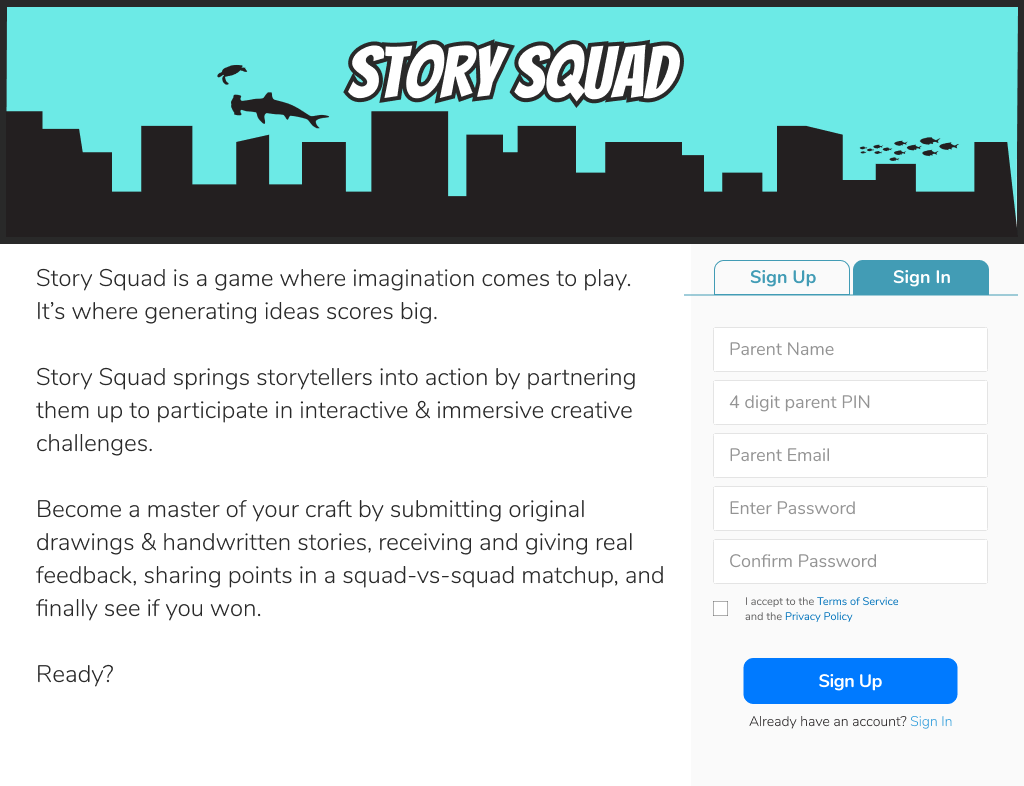 STORY SQUAD
Story Squad is a game where imagination comes to play.
It’s where generating ideas scores big.
Story Squad springs storytellers into action by partnering
them up to participate in interactive & immersive creative
challenges.
Become a master of your craft by submitting original
drawings & handwritten stories, receiving and giving real
feedback, sharing points in a squad-vs-squad matchup, and
finally see if you won.
Ready?
Sign Up
Sign In
Parent Name
4 digit parent PIN
Parent Email
Enter Password
Confirm Password
I accept to the Terms of Service
and the Privacy Policy
Sign Up
Already have an account? Sign In